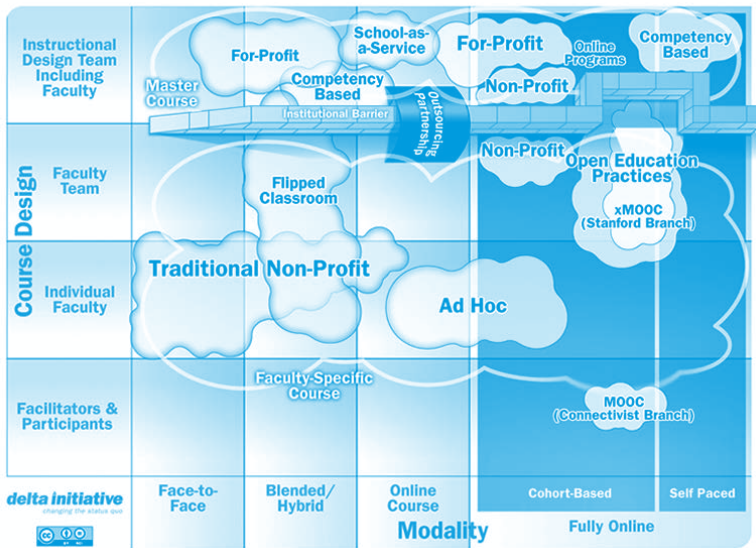 Instructional
Design Team
Including
Faculty
For-Profit
School-as-
a-Service
For-Profit
Online
Programs
Competency
Based
Master
Course
Competency
Based
Non-Profit
Institutional Barrier
Outsourcing
partnership
Course Design
Faculty
Team
Flipped
Classroom
Non-Profit
Open Education
Practices
xMOOC
(Stanford Branch)
Individual
Faculty
Traditional Non-Profit
Ad Hoc
Facilitators &
Participants
Faculty-Specific
Course
MOOC
(Connectivist Branch)
delta initiative
changing the status quo
Face-to-
Face
Blended/
Hybrid
Online
Course
Cohort-Based
Self Paced
Modality
Fully Online